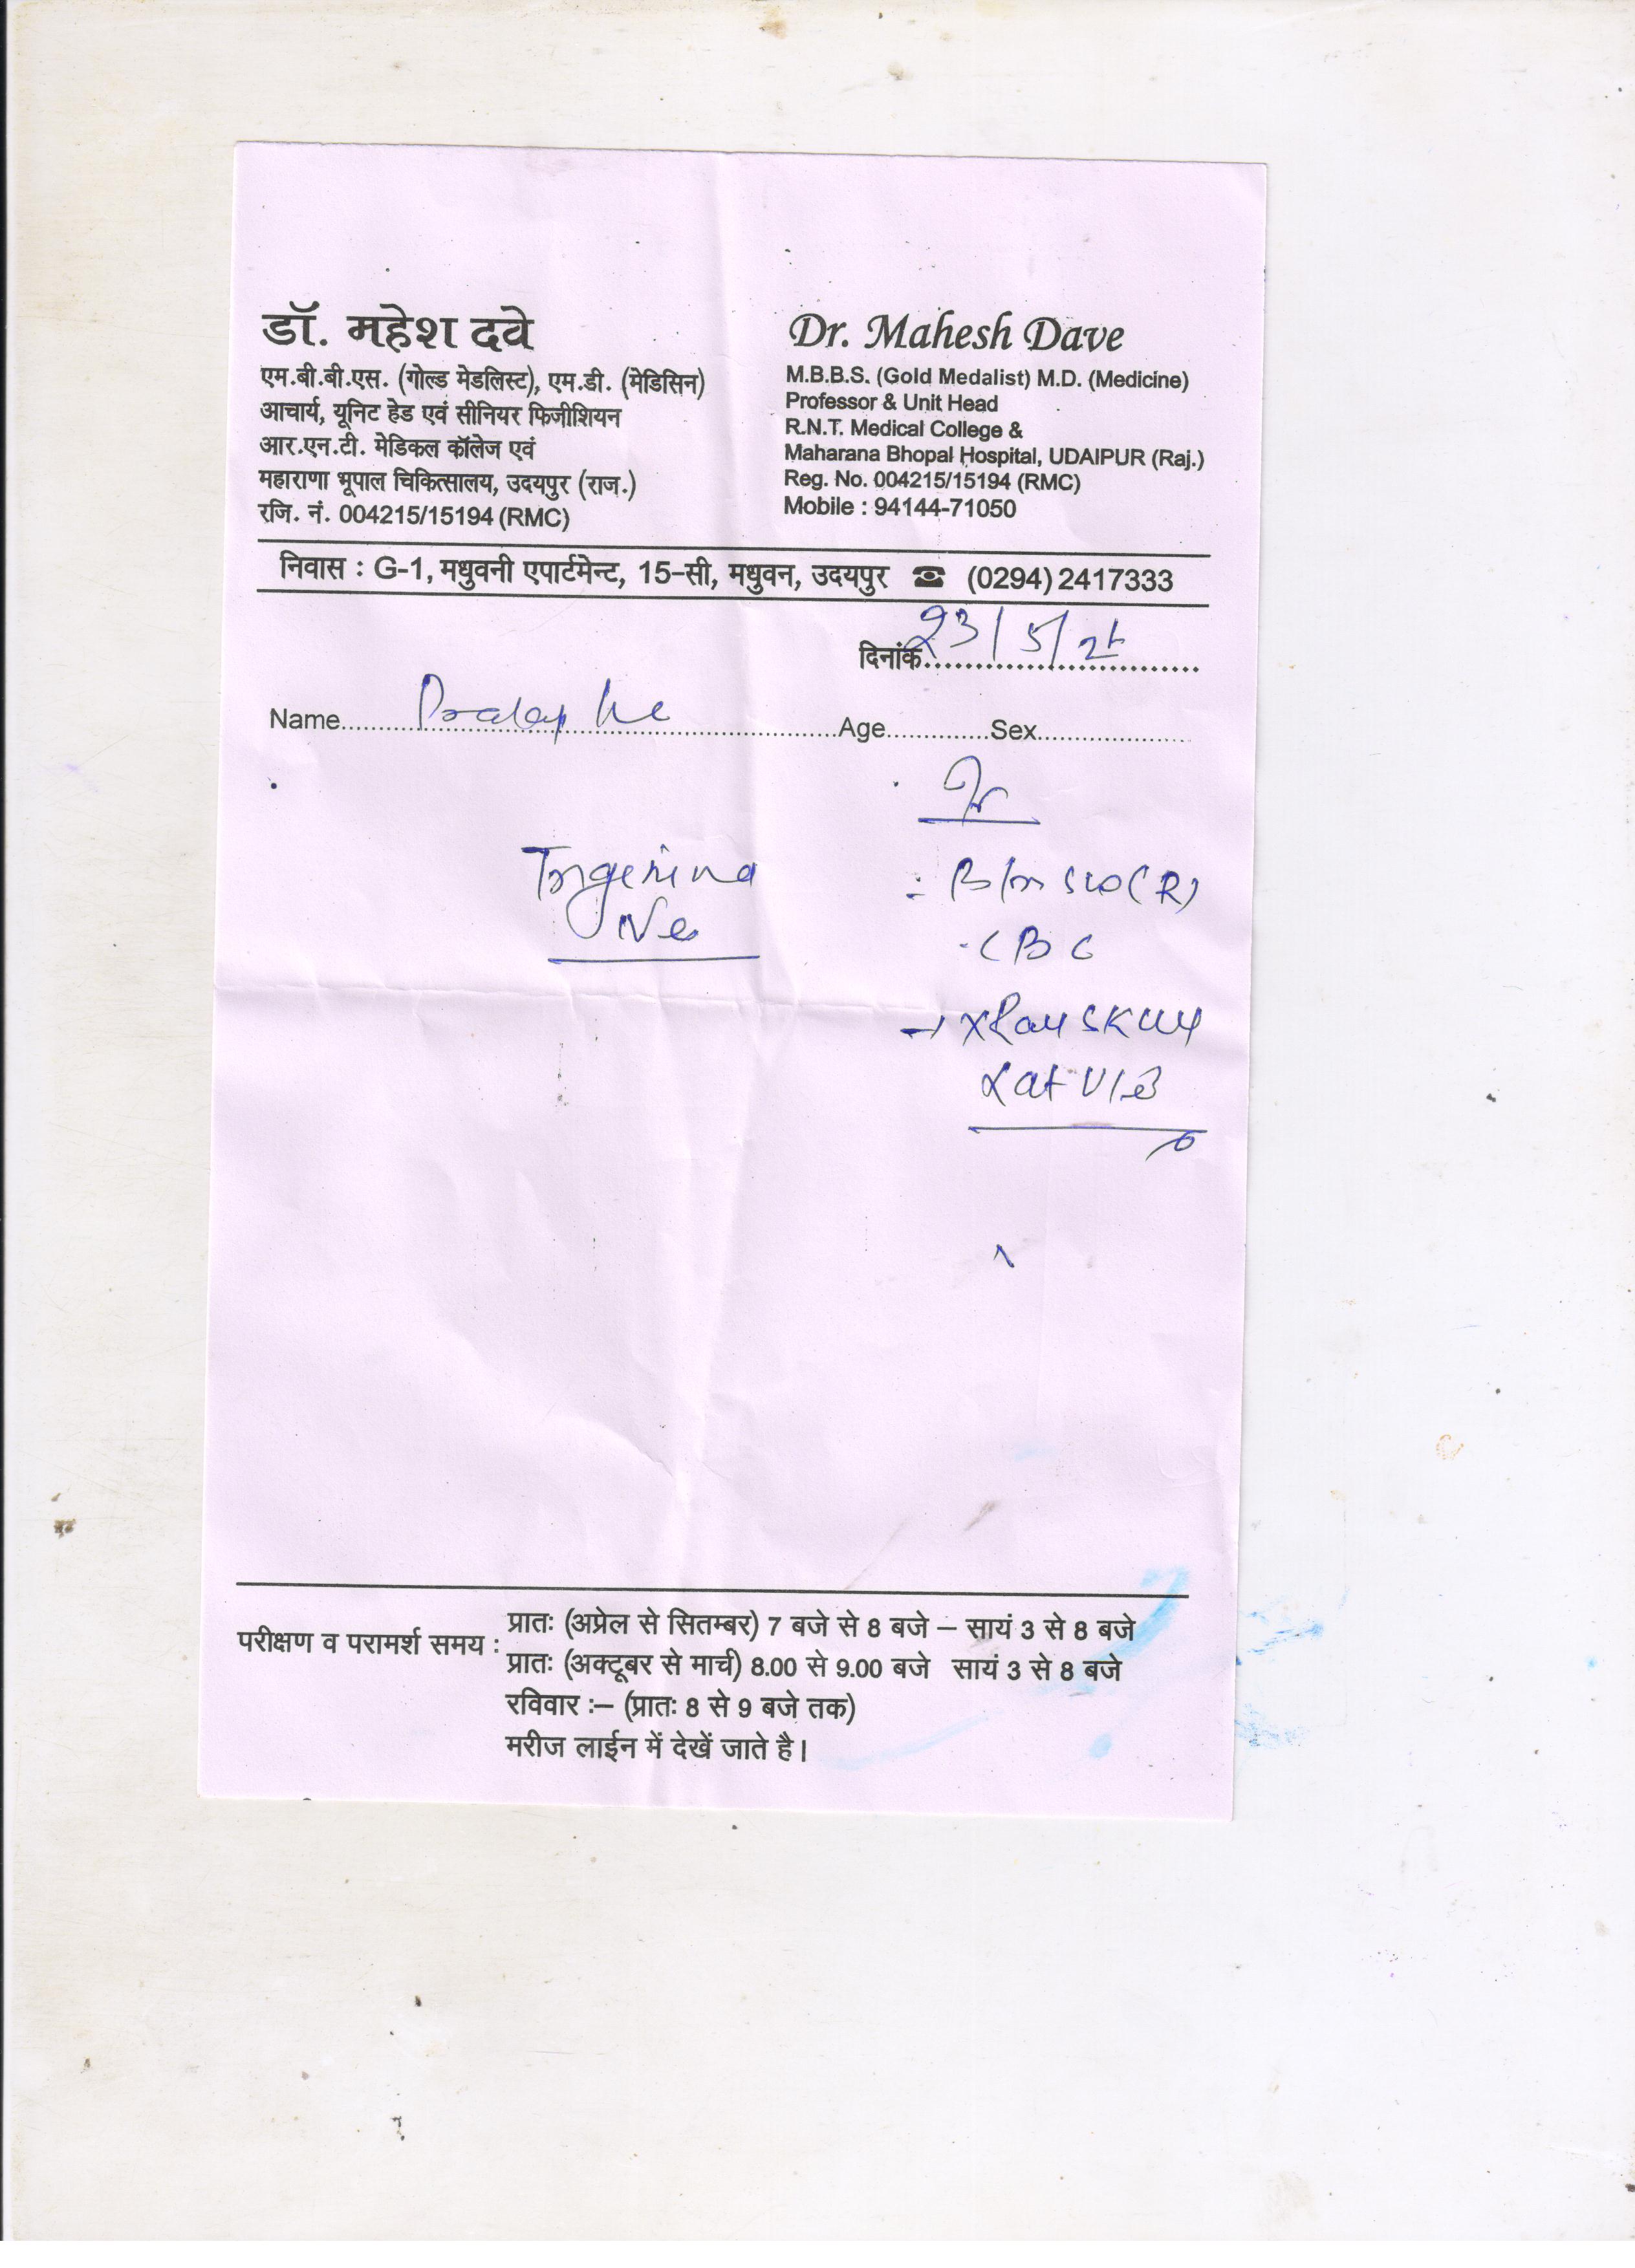 डॉ. महेश दवे
एम.बी.बी.एस. (गोल्ड मेडलिस्ट), एम.डी. (मेडिसिन)
आचार्य, यूनिट हेड एवं सीनियर फिजीशियन
आर.एन.टी. मेडिकल कॉलेज एवं
महाराणा भूपाल चिकित्सालय, उदयपुर (राज.)
रजि. नं. 004215/15194 (RMC)
Dr. Mahesh Dave
M.B.B.S. (Gold Medalist) M.D. (Medicine)
Professor & Unit Head
R.N.T. Medical College &
Maharana Bhopal Hospital, UDAIPUR (Raj.)
Reg. No. 004215/15194 (RMC)
Mobile : 94144-71050
निवास : G-1, मधुवनी एपार्टमेन्ट, 15-सी, मधुवन, उदयपुर ☎ (0294) 2417333
दिनांक 23/5/
Name Age Sex
(R)
CBC
XRay SKull
Lat
परीक्षण व परामर्श समय :
प्रातः (अप्रेल से सितम्बर) 7 बजे से 8 बजे – सायं 3 से 8 बजे
प्रातः (अक्टूबर से मार्च) 8.00 से 9.00 बजे सायं 3 से 8 बजे
रविवार :– (प्रातः 8 से 9 बजे तक)
मरीज लाईन में देखें जाते है।